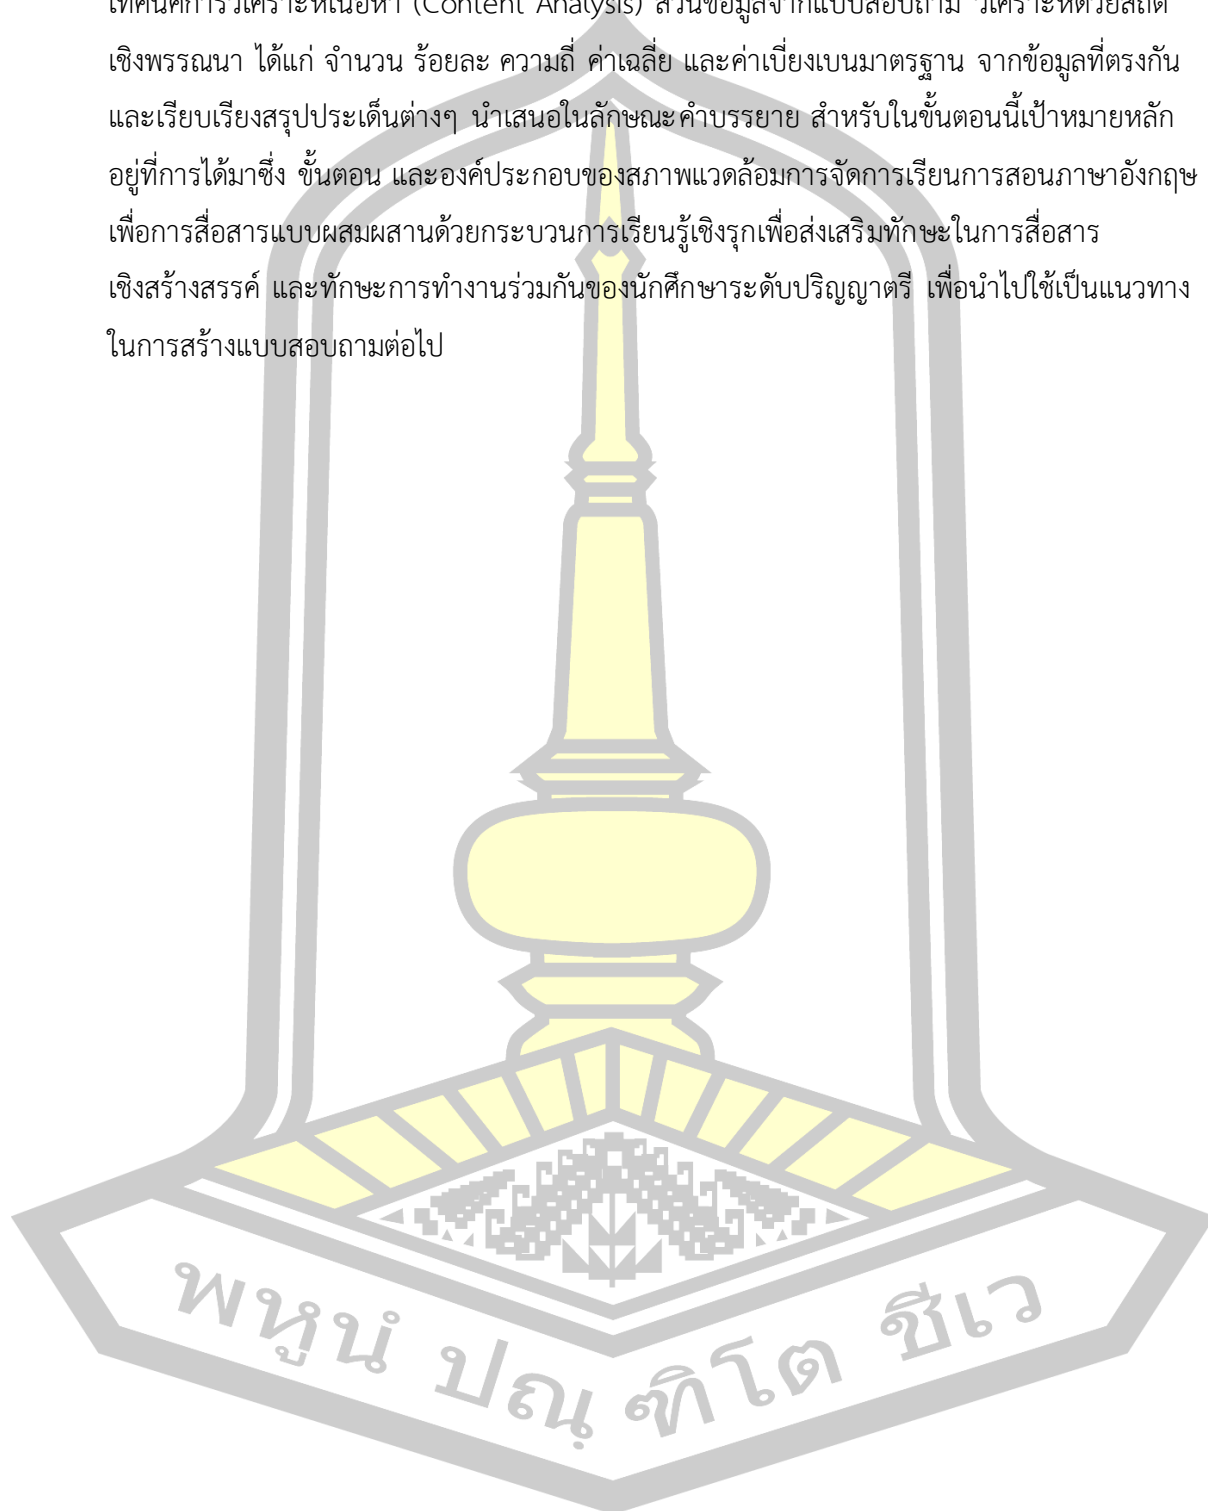 เทคนิคการวิเคราะห์เนื้อหา (Content Analysis) ส่วนข้อมูลจากแบบสอบถาม วิเคราะห์ด้วยสถิติ
เชิงพรรณนา ได้แก่ จำนวน ร้อยละ ความถี่ ค่าเฉลี่ย และค่าเบี่ยงเบนมาตรฐาน จากข้อมูลที่ตรงกัน
และเรียบเรียงสรุปประเด็นต่างๆ นำเสนอในลักษณะคำบรรยาย สำหรับในขั้นตอนนี้เป้าหมายหลัก
อยู่ที่การได้มาซึ่ง ขั้นตอน และองค์ประกอบของสภาพแวดล้อมการจัดการเรียนการสอนภาษาอังกฤษ
เพื่อการสื่อสารแบบผสมผสานด้วยกระบวนการเรียนรู้เชิงรุกเพื่อส่งเสริมทักษะในการสื่อสาร
เชิงสร้างสรรค์ และทักษะการทำงานร่วมกันของนักศึกษาระดับปริญญาตรี เพื่อนำไปใช้เป็นแนวทาง
ในการสร้างแบบสอบถามต่อไป
พหูนํ ปณฺฑิโต ชีเว